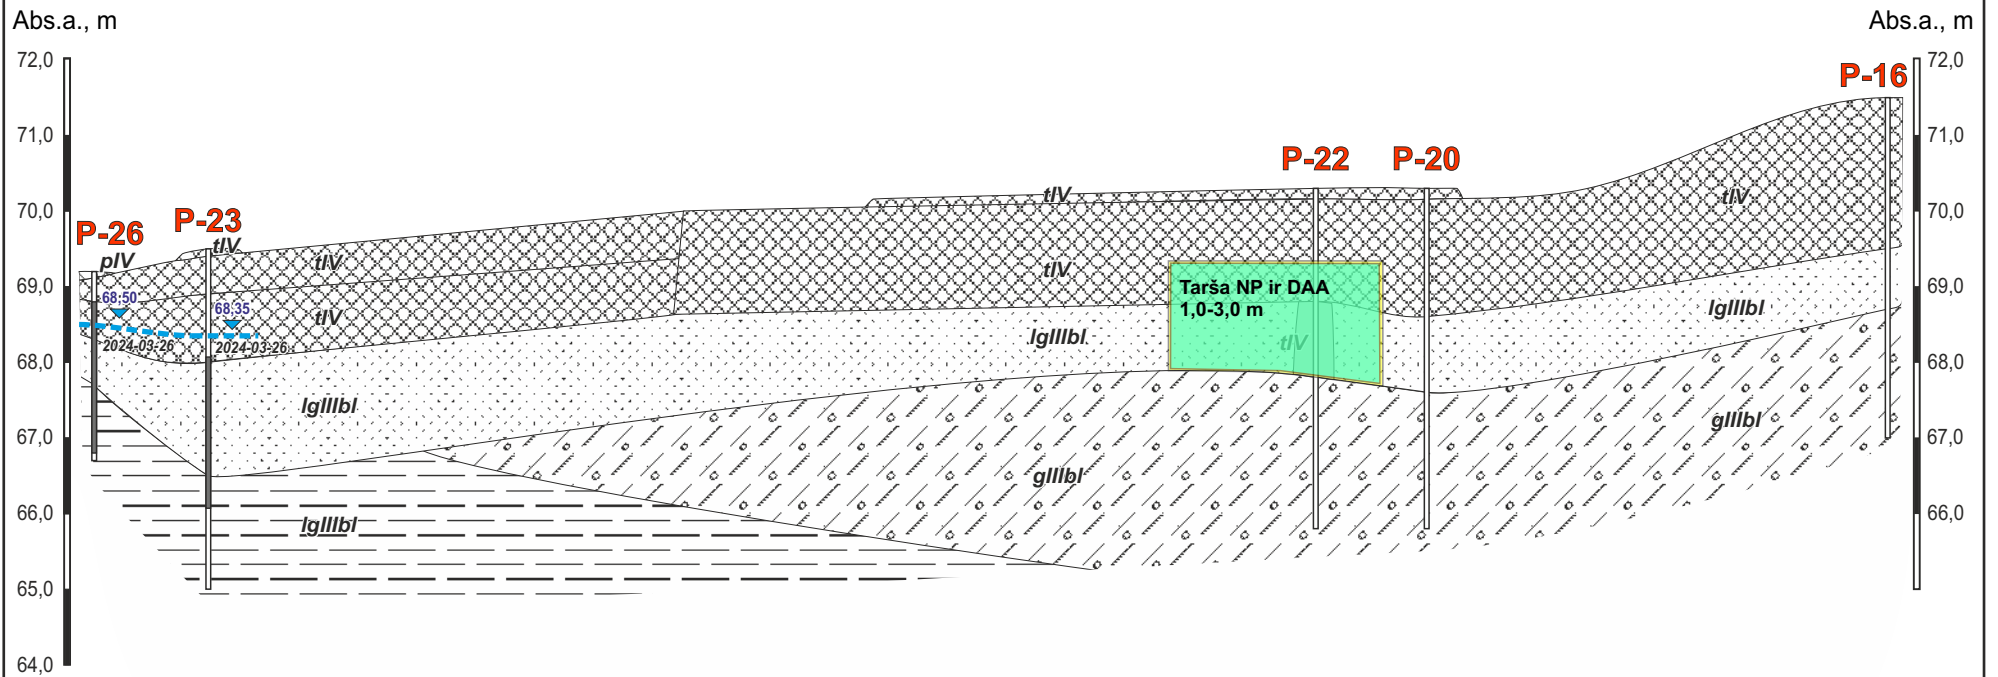 Abs.a., m
Abs.a., m
72,0
72,0
P-16
71,0
71,0
P-22
P-20
tIV
tIV
70,0
70,0
P-26
P-23
tIV
pIV
tIV
tIV
69,0
69,0
Tarša NP ir DAA
1,0-3,0 m
68,50
68,35
tIV
lgIIIbl
lgIIIbl
tIV
2024-03-26
2024-03-26
68,0
68,0
lgIIIbl
gIIIbl
67,0
67,0
gIIIbl
lgIIIbl
66,0
66,0
65,0
64,0